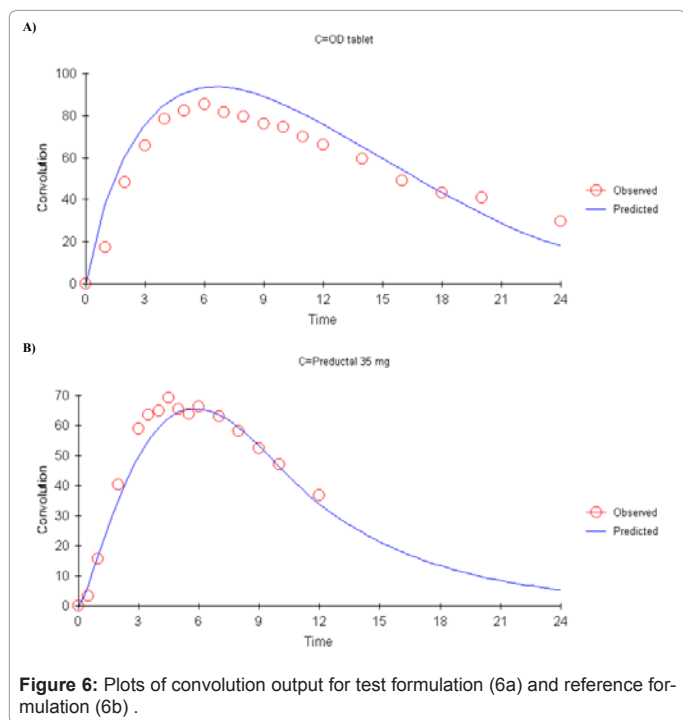 A)
C=OD tablet
100
80
60
40
20
0
Convolution
0 3 6 9 12 15 18 21 24
Time
Observed
Predicted
B)
C=Preductal 35 mg
70
60
50
40
30
20
10
0
Convolution
0 3 6 9 12 15 18 21 24
Time
Observed
Predicted
Figure 6: Plots of convolution output for test formulation (6a) and reference for-
mulation (6b) .